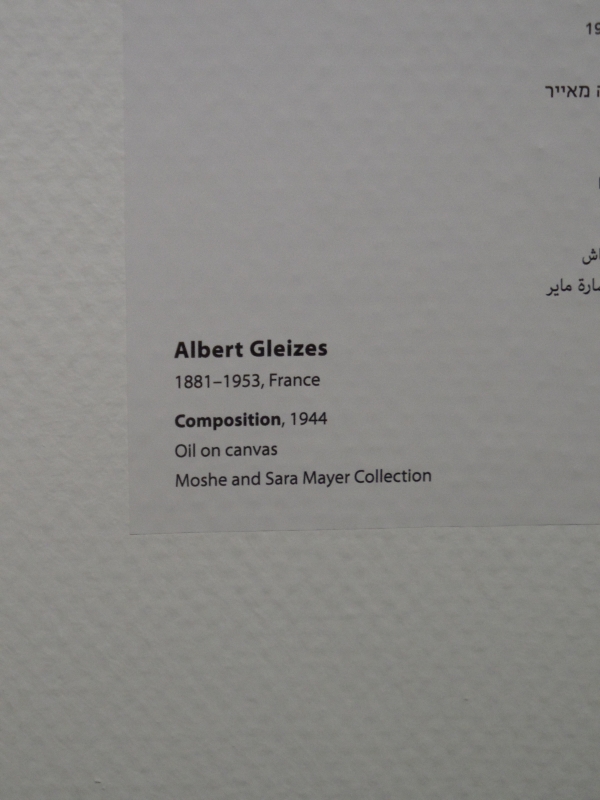 ה מאייר
ارة ماير
Albert Gleizes
1881–1953, France
Composition, 1944
Oil on canvas
Moshe and Sara Mayer Collection